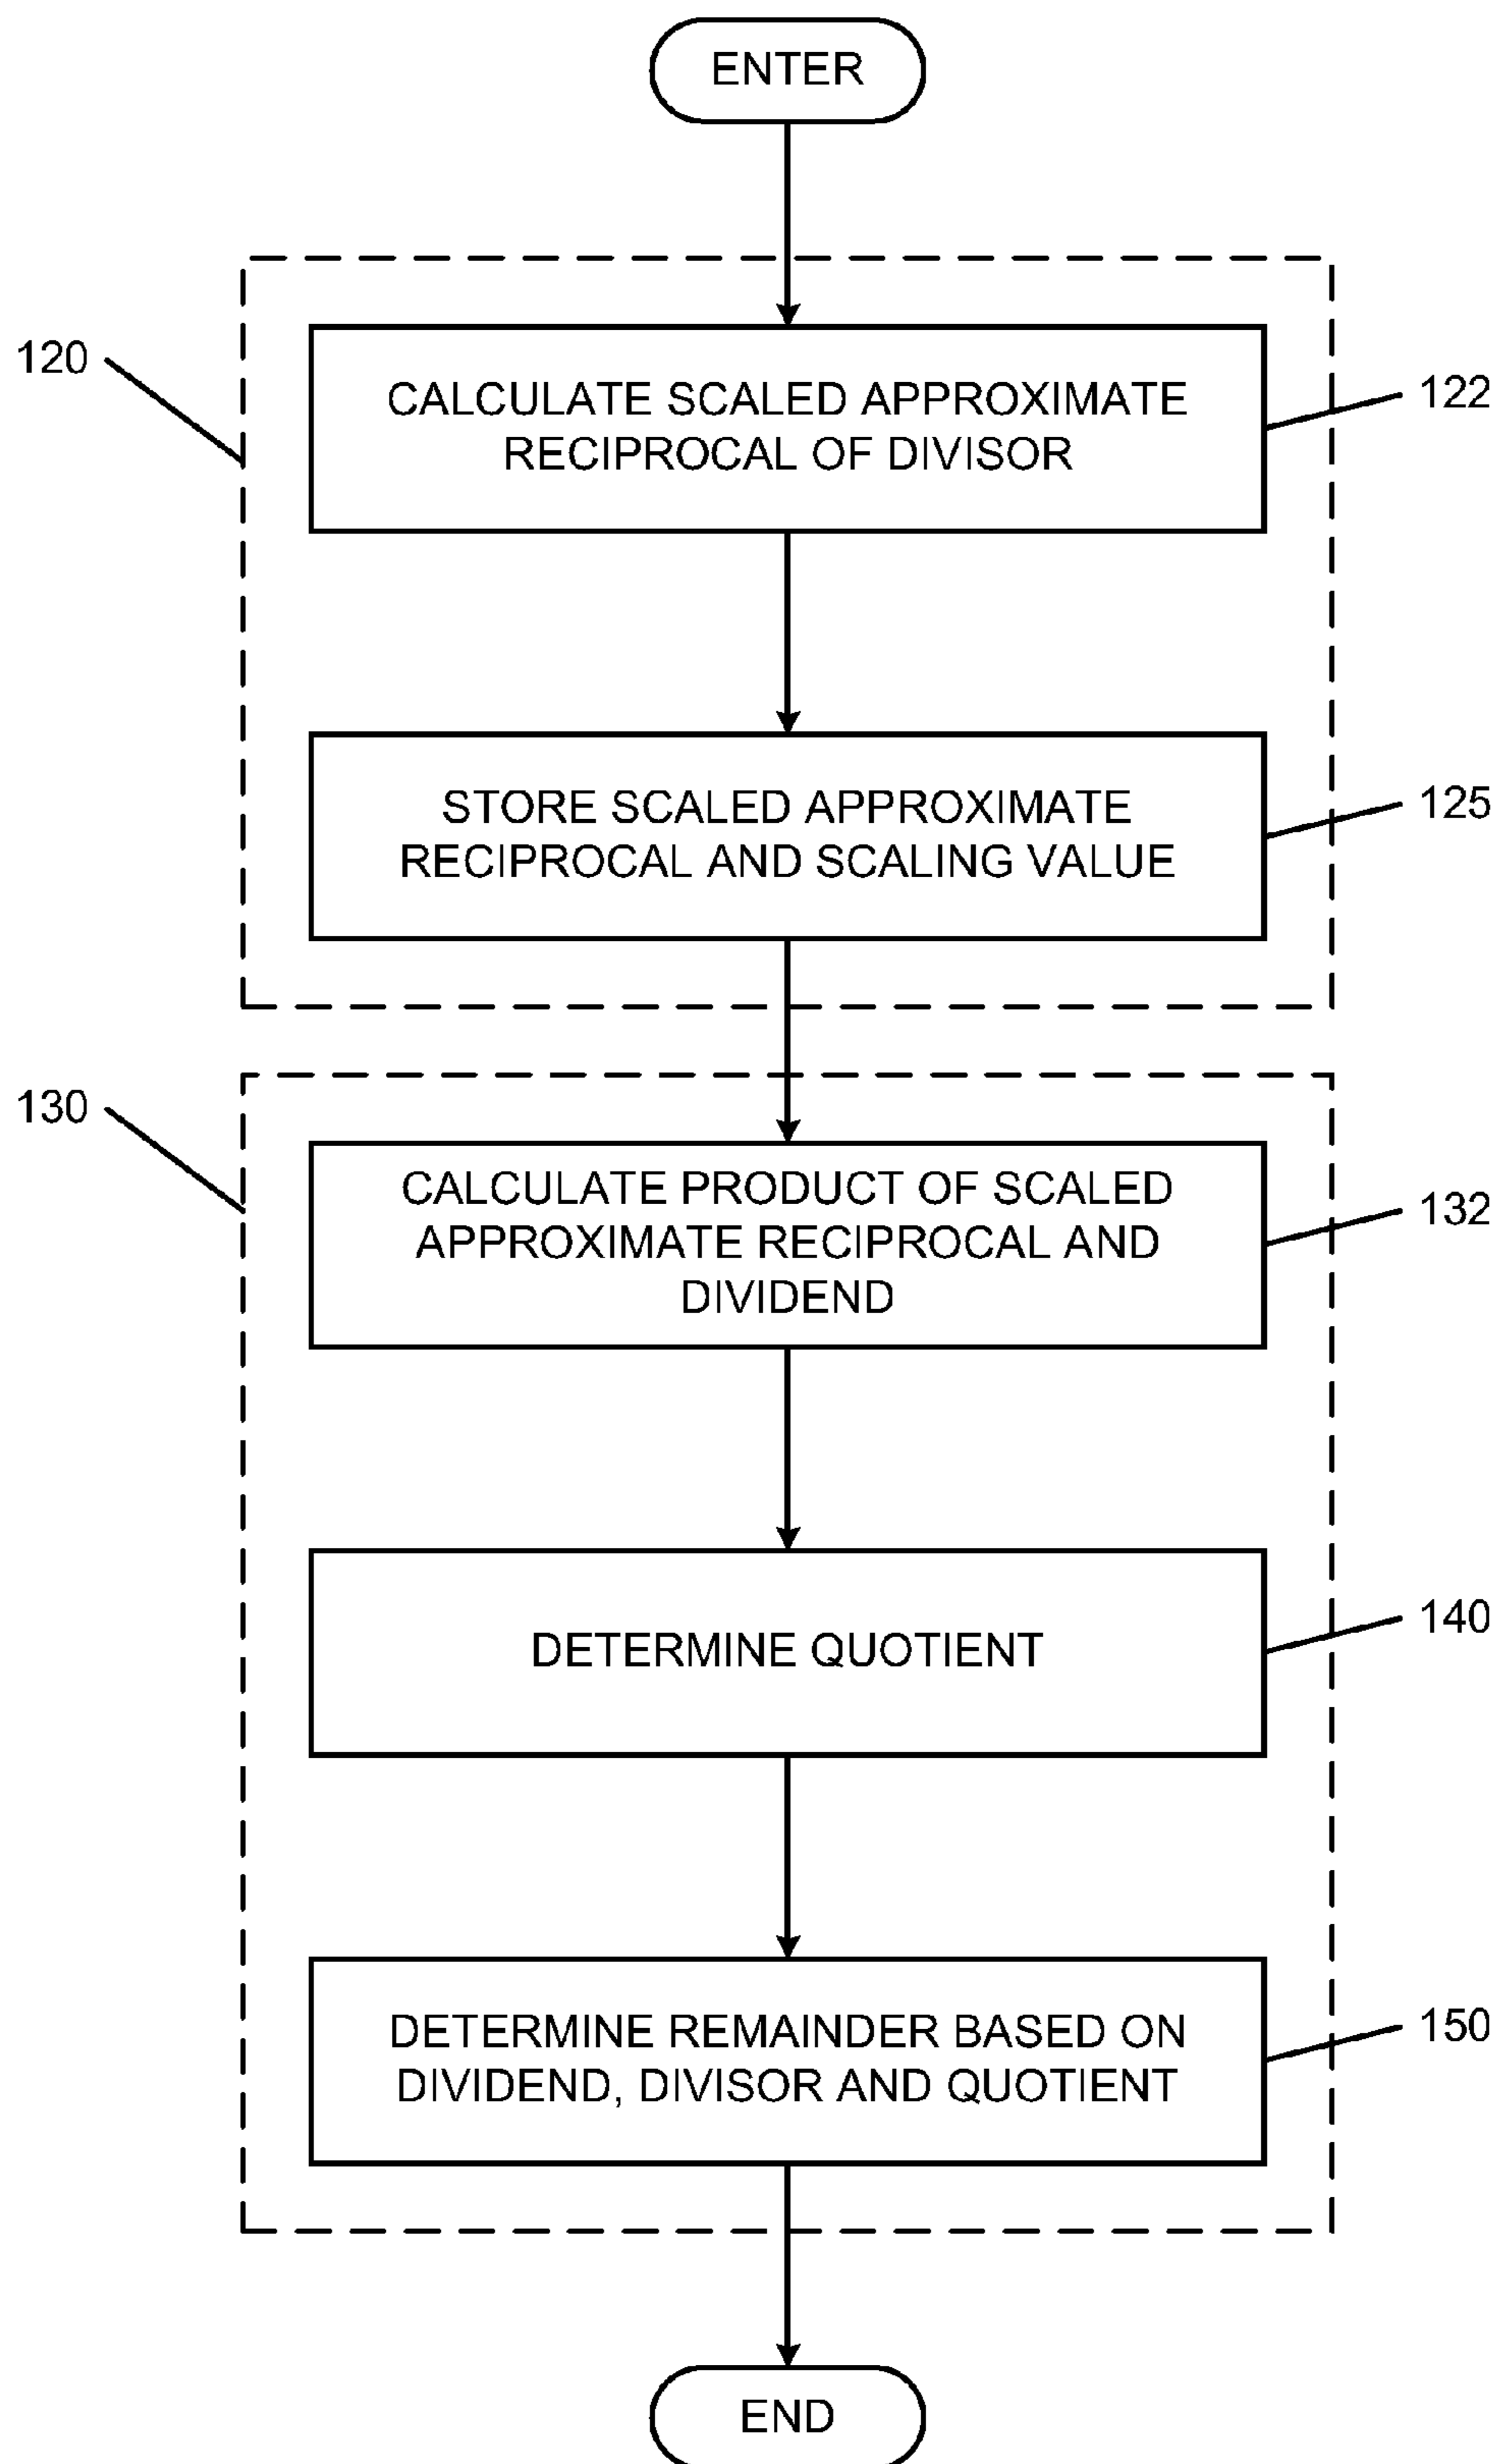 ENTER
120
CALCULATE SCALED APPROXIMATE
RECIPROCAL OF DIVISOR
122
STORE SCALED APPROXIMATE
RECIPROCAL AND SCALING VALUE
125
130
CALCULATE PRODUCT OF SCALED
APPROXIMATE RECIPROCAL AND
DIVIDEND
132
DETERMINE QUOTIENT
140
DETERMINE REMAINDER BASED ON
DIVIDEND, DIVISOR AND QUOTIENT
150
END